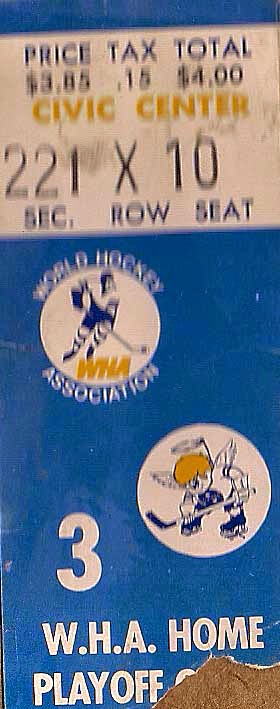 PRICE TAX TOTAL
$3.85 .15 $4.00
CIVIC CENTER
221 X 10
SEC. ROW SEAT
WORLD HOCKEY
WHA
ASSOCIATION
3
W.H.A. HOME
PLAYOFF